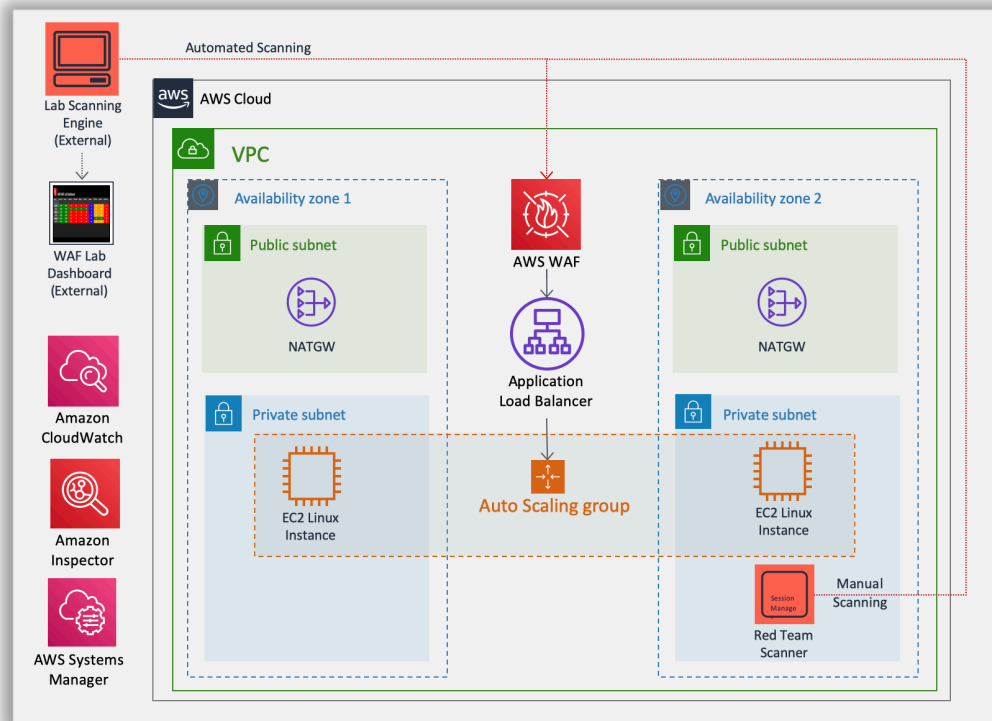 Automated Scanning
Lab Scanning
Engine
(External)
aws
AWS Cloud
VPC
Availability zone 1
Availability zone 2
Public subnet
Public subnet
WAF Lab
Dashboard
(External)
AWS WAF
NATGW
NATGW
Application
Load Balancer
Private subnet
Private subnet
Amazon
CloudWatch
Auto Scaling group
EC2 Linux
Instance
EC2 Linux
Instance
Amazon
Inspector
Session
Manage
Manual
Scanning
Red Team
Scanner
AWS Systems
Manager